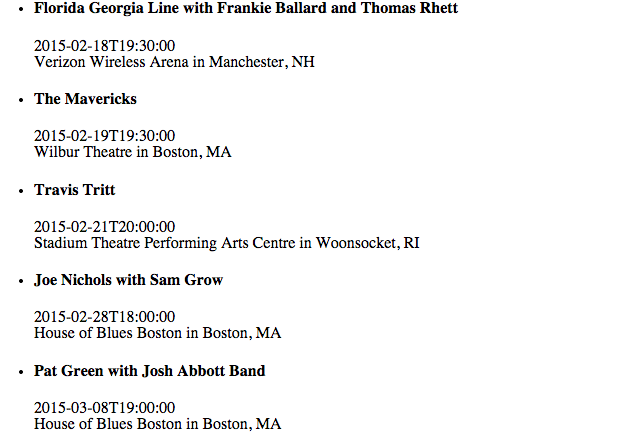 Florida Georgia Line with Frankie Ballard and Thomas Rhett
2015-02-18T19:30:00
Verizon Wireless Arena in Manchester, NH
The Mavericks
2015-02-19T19:30:00
Wilbur Theatre in Boston, MA
Travis Tritt
2015-02-21T20:00:00
Stadium Theatre Performing Arts Centre in Woonsocket, RI
Joe Nichols with Sam Grow
2015-02-28T18:00:00
House of Blues Boston in Boston, MA
Pat Green with Josh Abbott Band
2015-03-08T19:00:00
House of Blues Boston in Boston, MA